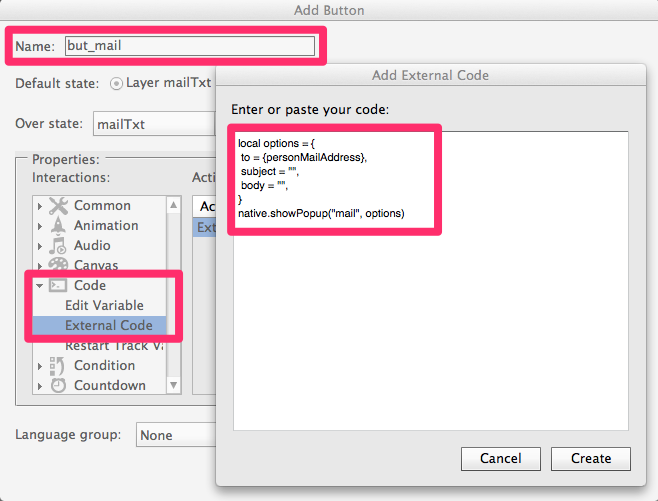 Add Button
Name: but_mail
Default state: Layer mailTxt
Over state: mailTxt
Properties:
Interactions:
Acti
Common
Animation
Audio
Canvas
Code
Edit Variable
External Code
Restart Track Va
Condition
Countdown
Ac
Ext
Language group: None
Add External Code
Enter or paste your code:
local options = {
to = {personMailAddress},
subject = "",
body = "",
}
native.showPopup("mail", options)
Cancel
Create